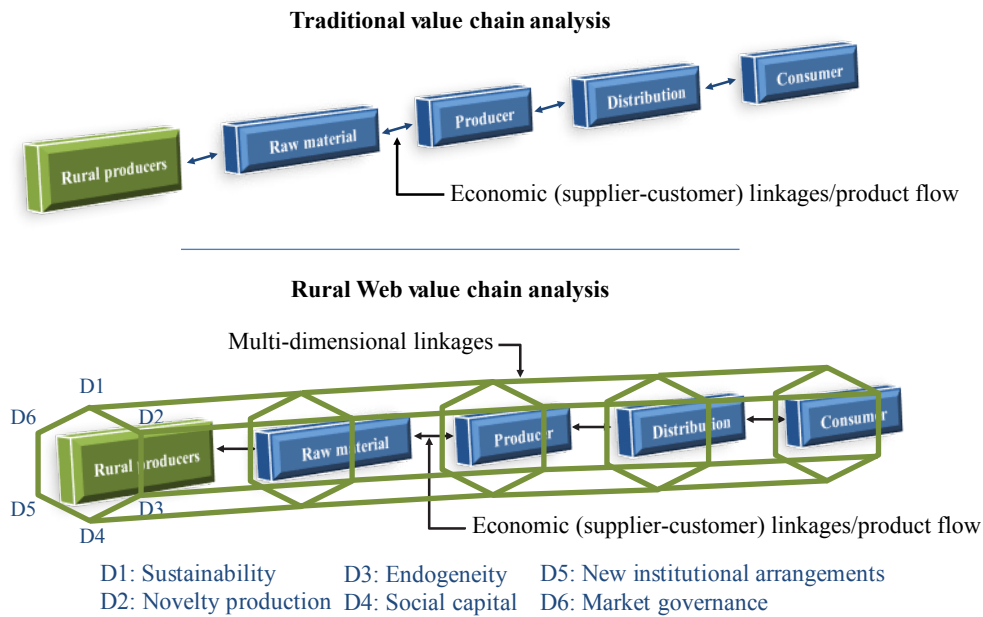 Traditional value chain analysis
Consumer
Distribution
Producer
Raw material
Rural producers
Economic (supplier-customer) linkages/product flow
Rural Web value chain analysis
Multi-dimensional linkages
D1
D6
D2
Rural producers
Raw material
Producer
Distribution
Consumer
D5
D3
D4
Economic (supplier-customer) linkages/product flow
D1: Sustainability D3: Endogeneity D5: New institutional arrangements
D2: Novelty production D4: Social capital D6: Market governance